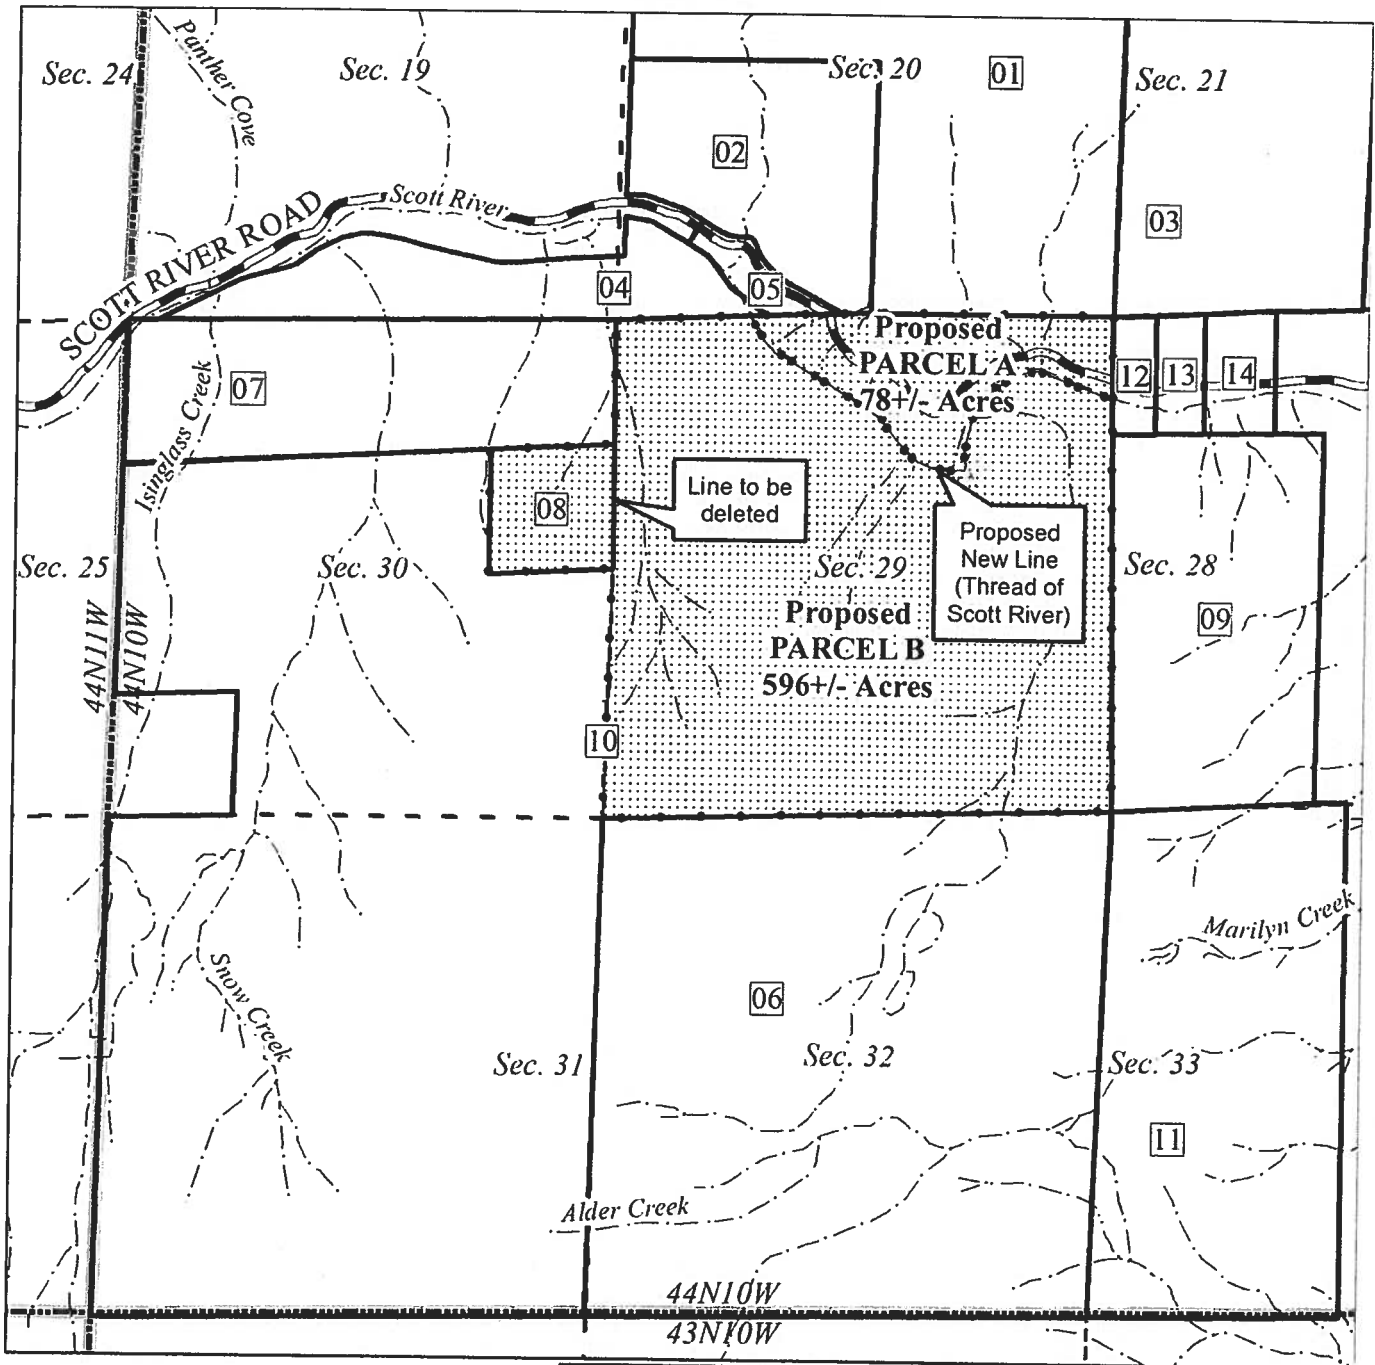 Sec. 24
Panther Cove
Sec. 19
Sec. 20
01
Sec. 21
02
03
SCOTT RIVER ROAD
Scott River
04
05
Proposed
PARCEL A
78+/- Acres
12
13
14
07
Isinglass Creek
08
Line to be
deleted
Proposed
New Line
(Thread of
Scott River)
Sec. 25
Sec. 30
Sec. 29
Sec. 28
09
44N11W
44N10W
Proposed
PARCEL B
596+/- Acres
10
Marilyn Creek
Snow Creek
06
Sec. 31
Sec. 32
Sec. 33
11
Alder Creek
44N10W
43N10W